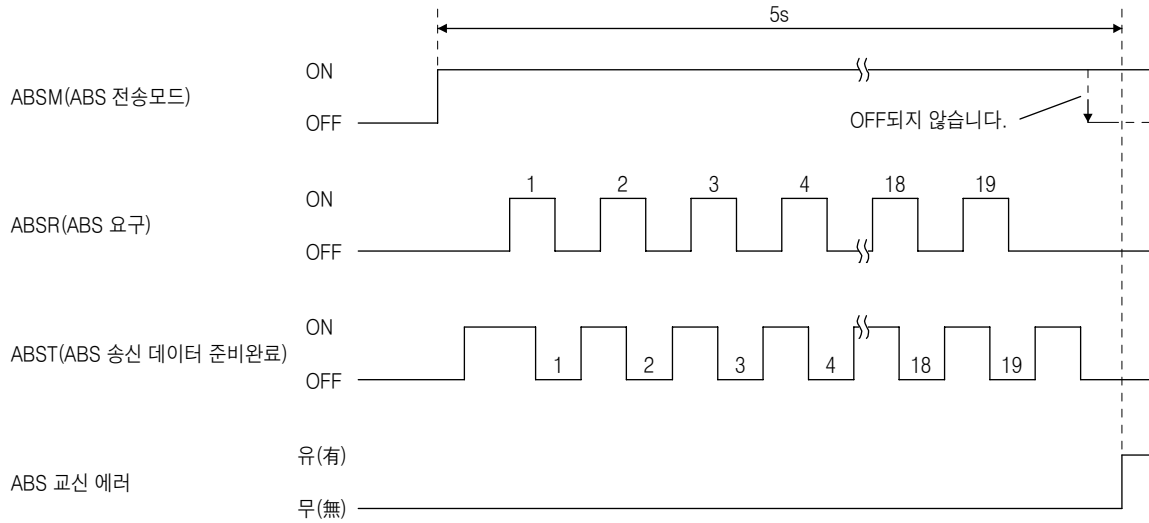 5s
ON
ABSM(ABS 전송모드)
OFF
OFF되지 않습니다.
1 2 3 4 18 19
ON
ABSR(ABS 요구)
OFF
ON
ABST(ABS 송신 데이터 준비완료)
1 2 3 4 18 19
OFF
유(有)
ABS 교신 에러
무(無)